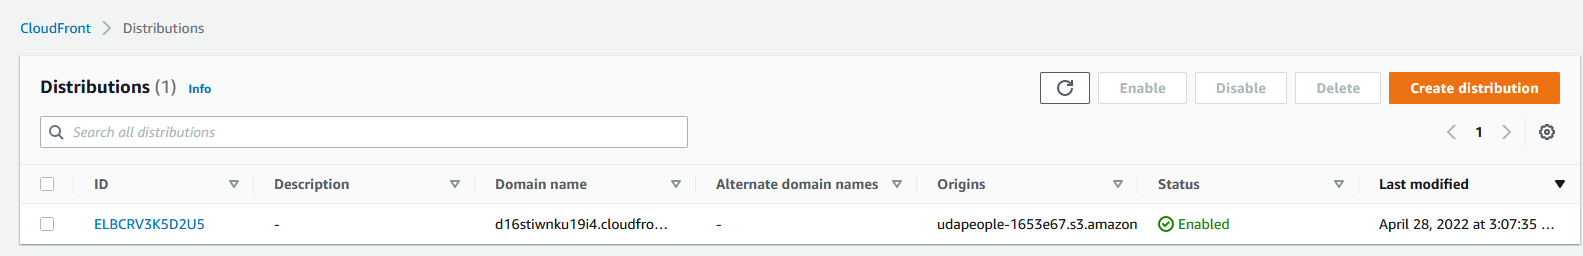 CloudFront > Distributions
Distributions (1) Info
Enable Disable Delete Create distribution
Search all distributions
1
ID Description Domain name Alternate domain names Origins Status Last modified
ELBCRV3K5D2U5 - d16stiwnku19i4.cloudfro... - udapeople-1653e67.s3.amazon Enabled April 28, 2022 at 3:07:35 ...